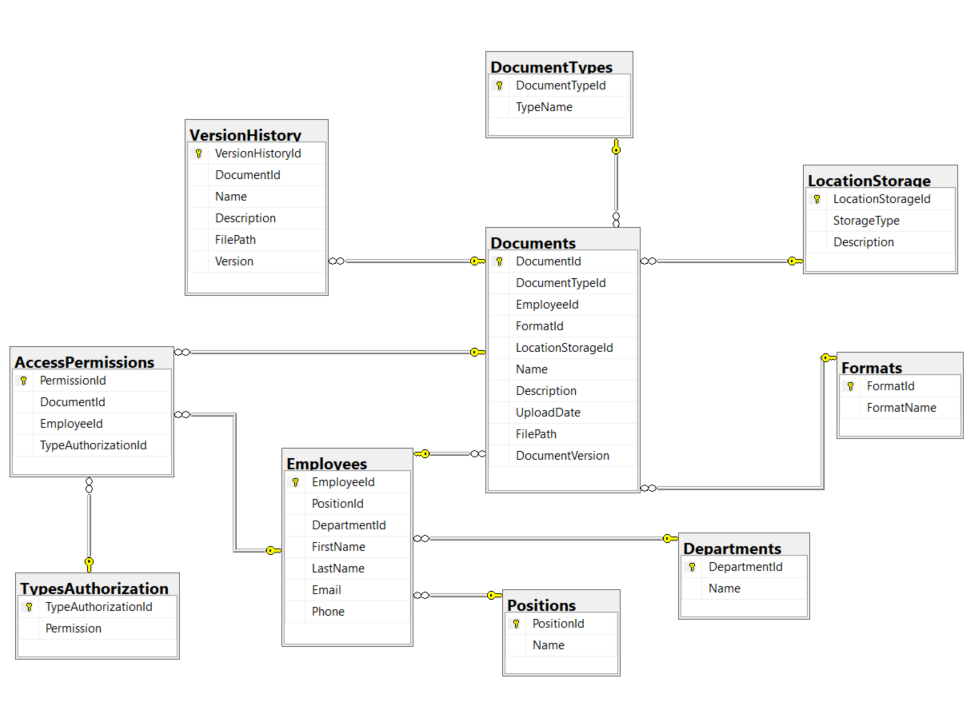 DocumentTypes
DocumentTypeId
TypeName
VersionHistory
VersionHistoryId
DocumentId
Name
Description
FilePath
Version
LocationStorage
LocationStorageId
StorageType
Description
Documents
DocumentId
DocumentTypeId
EmployeeId
FormatId
LocationStorageId
Name
Description
UploadDate
FilePath
DocumentVersion
AccessPermissions
PermissionId
DocumentId
EmployeeId
TypeAuthorizationId
Formats
FormatId
FormatName
Employees
EmployeeId
PositionId
DepartmentId
FirstName
LastName
Email
Phone
Departments
DepartmentId
Name
TypesAuthorization
TypeAuthorizationId
Permission
Positions
PositionId
Name